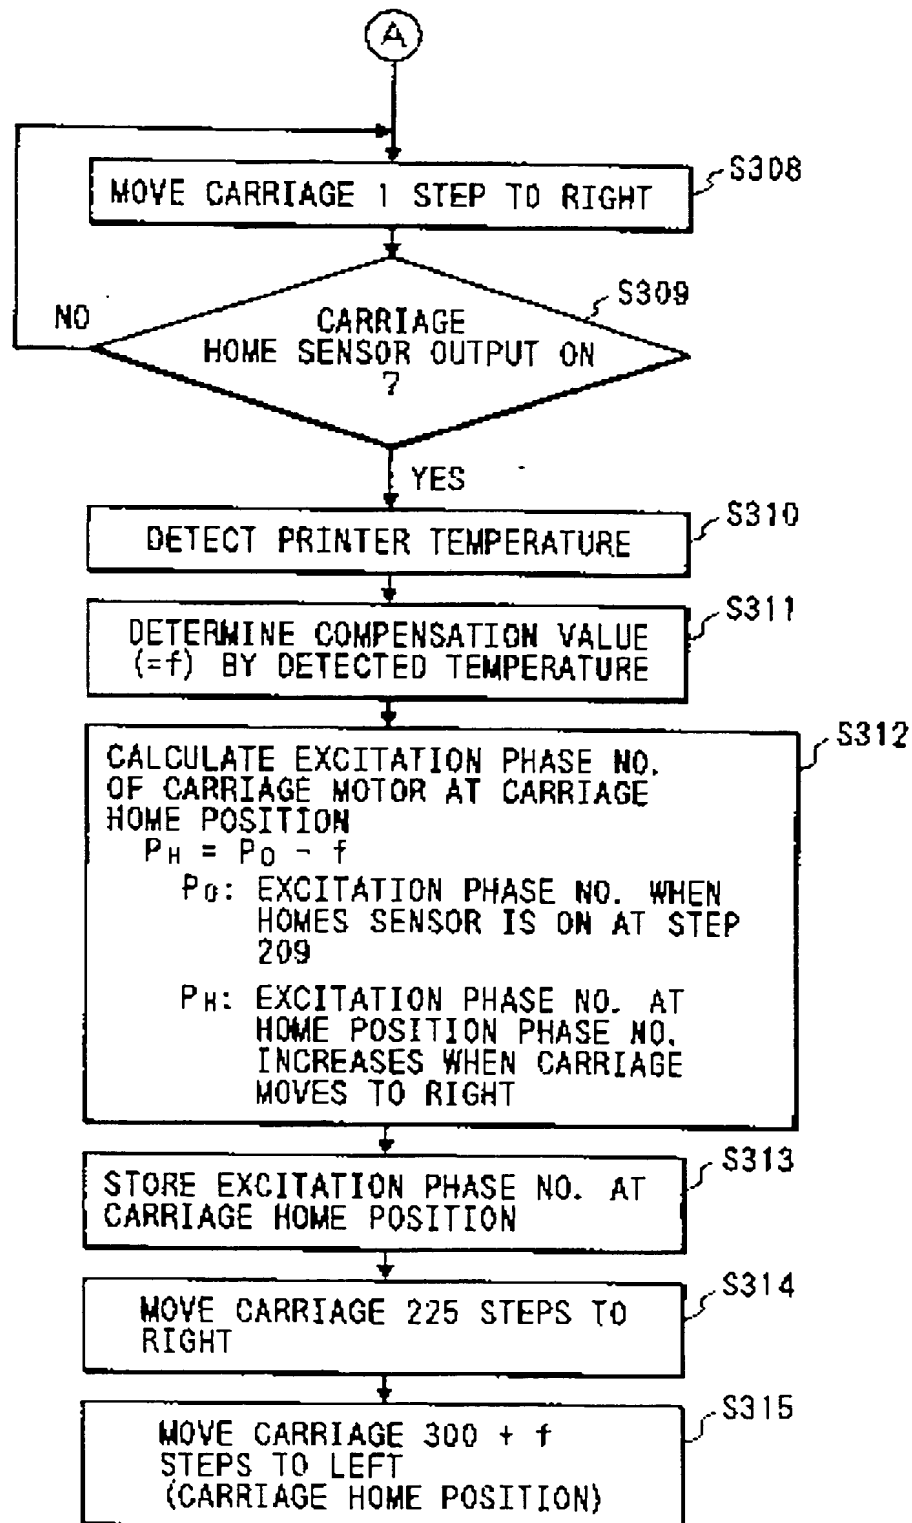 A
MOVE CARRIAGE 1 STEP TO RIGHT
S308
CARRIAGE
HOME SENSOR OUTPUT ON
?
S309
NO
YES
DETECT PRINTER TEMPERATURE
S310
DETERMINE COMPENSATION VALUE
(=f) BY DETECTED TEMPERATURE
S311
CALCULATE EXCITATION PHASE NO.
OF CARRIAGE MOTOR AT CARRIAGE
HOME POSITION
PH = PO - f
PO: EXCITATION PHASE NO. WHEN
HOMES SENSOR IS ON AT STEP
209
PH: EXCITATION PHASE NO. AT
HOME POSITION PHASE NO.
INCREASES WHEN CARRIAGE
MOVES TO RIGHT
S312
STORE EXCITATION PHASE NO. AT
CARRIAGE HOME POSITION
S313
MOVE CARRIAGE 225 STEPS TO
RIGHT
S314
MOVE CARRIAGE 300 + f
STEPS TO LEFT
(CARRIAGE HOME POSITION)
S315